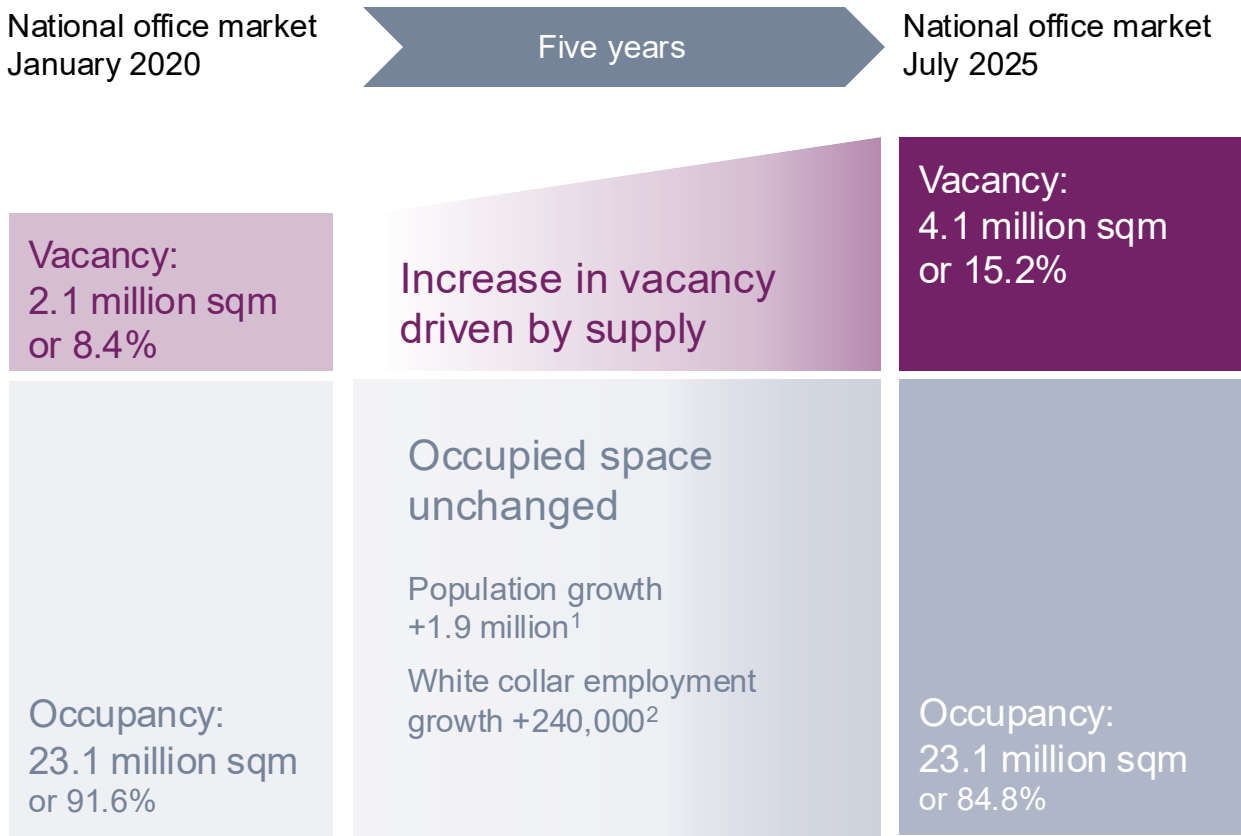 National office market
January 2020
Five years
National office market
July 2025
Vacancy:
2.1 million sqm
or 8.4%
Increase in vacancy
driven by supply
Vacancy:
4.1 million sqm
or 15.2%
Occupied space
unchanged
Population growth
+1.9 million¹
White collar employment
growth +240,000²
Occupancy:
23.1 million sqm
or 91.6%
Occupancy:
23.1 million sqm
or 84.8%